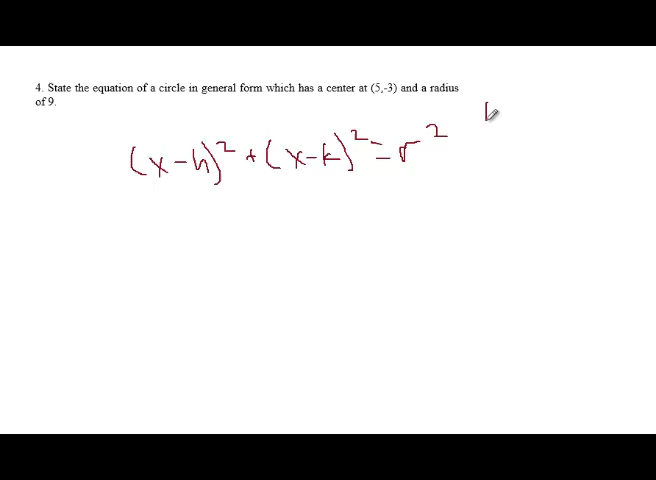 4. State the equation of a circle in general form which has a center at (5,-3) and a radius
of 9.
(x-h)² + (x-k)² = r²